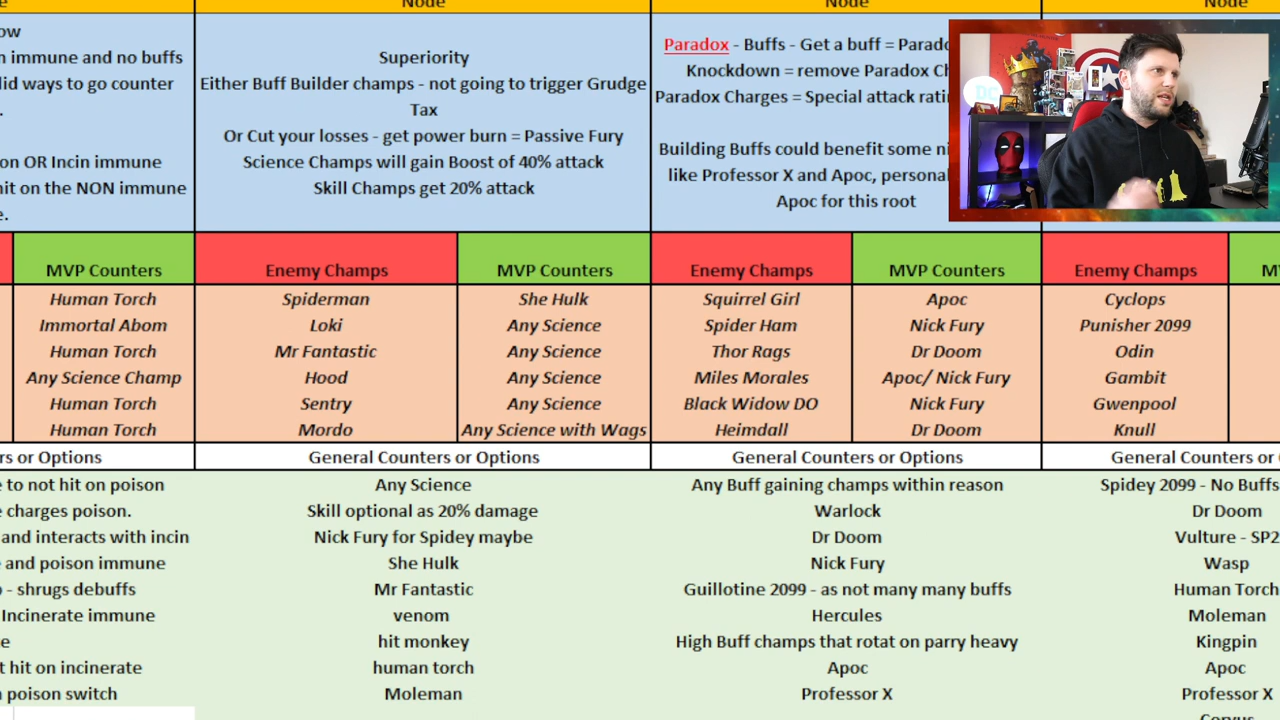 Node
Node
Node
ow
n immune and no buffs
lid ways to go counter
.
on OR Incin immune
hit on the NON immune
e.
Superiority
Either Buff Builder champs - not going to trigger Grudge
Tax
Or Cut your losses - get power burn = Passive Fury
Science Champs will gain Boost of 40% attack
Skill Champs get 20% attack
Paradox - Buffs - Get a buff = Parado
Knockdown = remove Paradox Ch
Paradox Charges = Special attack ratin
Building Buffs could benefit some ni
like Professor X and Apoc, personal
Apoc for this root
MVP Counters
Enemy Champs
MVP Counters
Enemy Champs
MVP Counters
Enemy Champs
M
Human Torch
Spiderman
She Hulk
Squirrel Girl
Apoc
Cyclops
Immortal Abom
Loki
Any Science
Spider Ham
Nick Fury
Punisher 2099
Human Torch
Mr Fantastic
Any Science
Thor Rags
Dr Doom
Odin
Any Science Champ
Hood
Any Science
Miles Morales
Apoc/ Nick Fury
Gambit
Human Torch
Sentry
Any Science
Black Widow DO
Nick Fury
Gwenpool
Human Torch
Mordo
Any Science with Wags
Heimdall
Dr Doom
Knull
rs or Options
General Counters or Options
General Counters or Options
General Counters or
e to not hit on poison
e charges poison.
and interacts with incin
e and poison immune
o - shrugs debuffs
Incinerate immune
e
t hit on incinerate
n poison switch
Any Science
Skill optional as 20% damage
Nick Fury for Spidey maybe
She Hulk
Mr Fantastic
venom
hit monkey
human torch
Moleman
Any Buff gaining champs within reason
Warlock
Dr Doom
Nick Fury
Guillotine 2099 - as not many many buffs
Hercules
High Buff champs that rotat on parry heavy
Apoc
Professor X
Spidey 2099 - No Buffs
Dr Doom
Vulture - SP2
Wasp
Human Torch
Moleman
Kingpin
Apoc
Professor X
Corvus